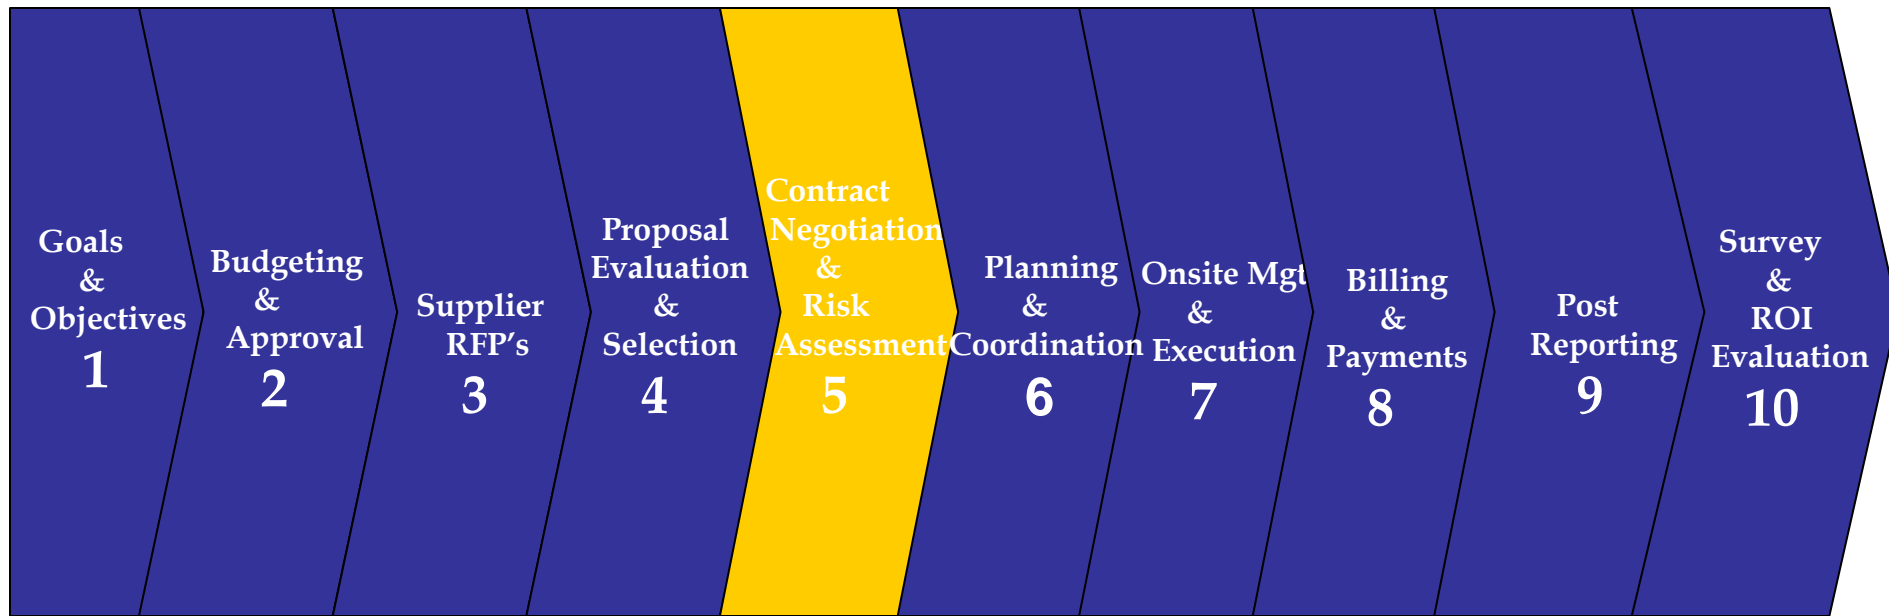 Goals
&
Objectives
1
Budgeting
&
Approval
2
Supplier
RFP's
3
Proposal
Evaluation
&
Selection
4
Contract
Negotiation
&
Risk
Assessment
5
Planning
&
Coordination
6
Onsite Mgt
&
Execution
7
Billing
&
Payments
8
Post
Reporting
9
Survey
&
ROI
Evaluation
10